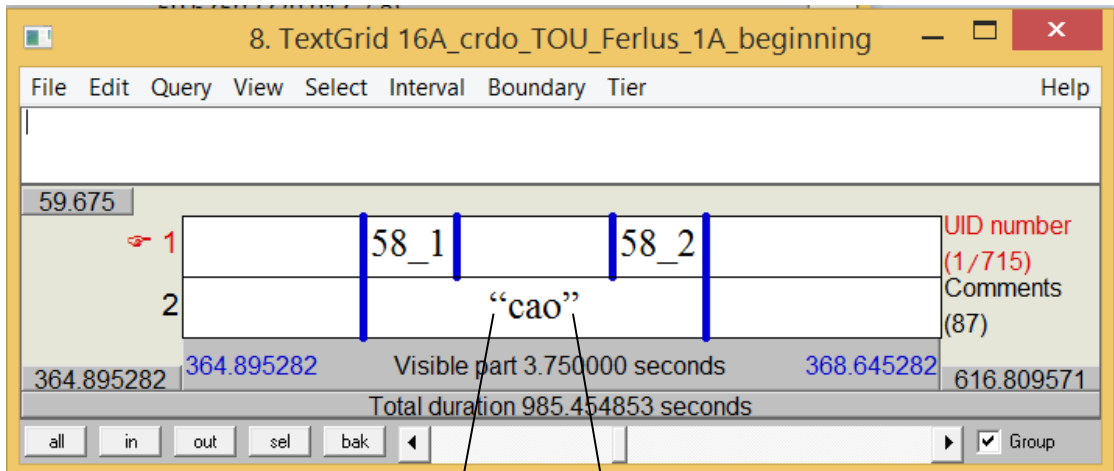 8. TextGrid 16A_crdo_TOU_Ferlus_1A_beginning
File Edit Query View Select Interval Boundary Tier Help
59.675
1 58_1 58_2 UID number
(1/715)
2 “cao” Comments
(87)
364.895282 364.895282 Visible part 3.750000 seconds 368.645282 616.809571
Total duration 985.454853 seconds
all in out sel bak Group